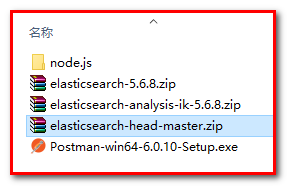 名称
node.js
elasticsearch-5.6.8.zip
elasticsearch-analysis-ik-5.6.8.zip
elasticsearch-head-master.zip
Postman-win64-6.0.10-Setup.exe